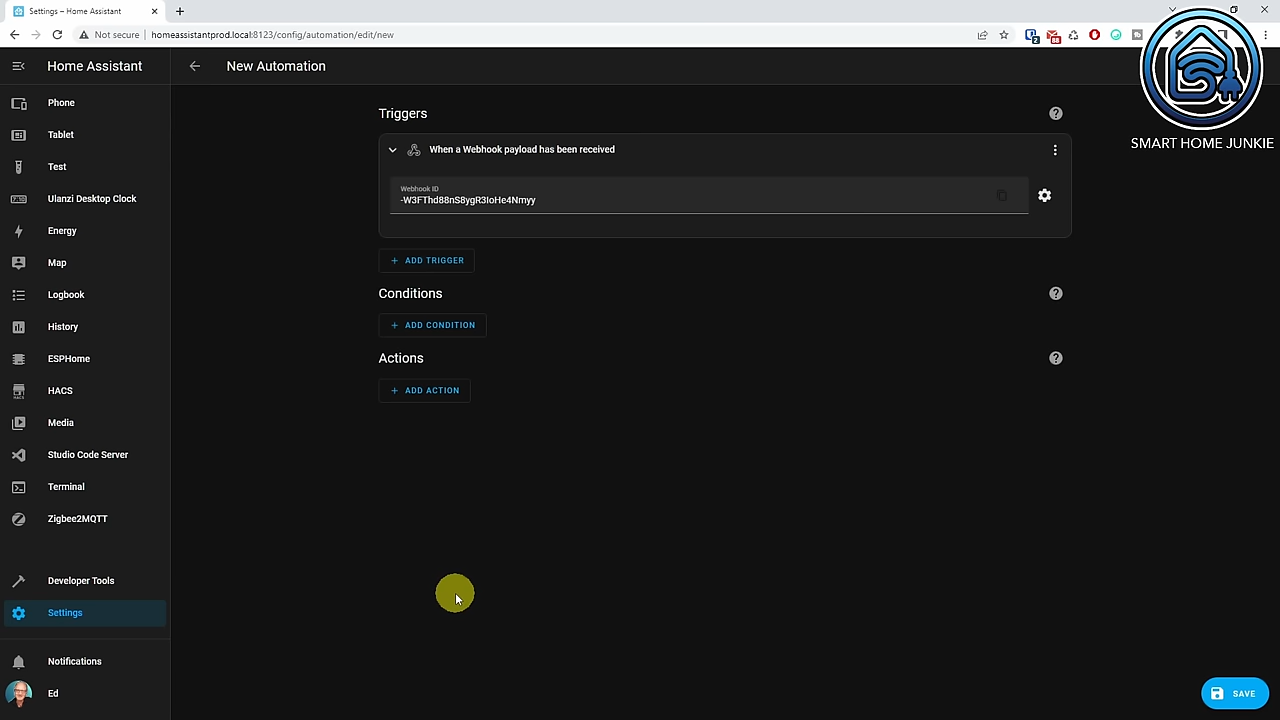 Settings – Home Assistant
Not secure
homeassistantprod.local:8123/config/automation/edit/new
2
88
Home Assistant
New Automation
SMART HOME JUNKIE
Phone
Tablet
Test
Ulanzi Desktop Clock
Energy
Map
Logbook
History
ESPHome
HACS
HACS
Media
Studio Code Server
Terminal
Zigbee2MQTT
Developer Tools
Settings
Notifications
Ed
Triggers
When a Webhook payload has been received
Webhook ID
-W3FThd88nS8ygR3IoHe4Nmyy
+ ADD TRIGGER
Conditions
+ ADD CONDITION
Actions
+ ADD ACTION
SAVE